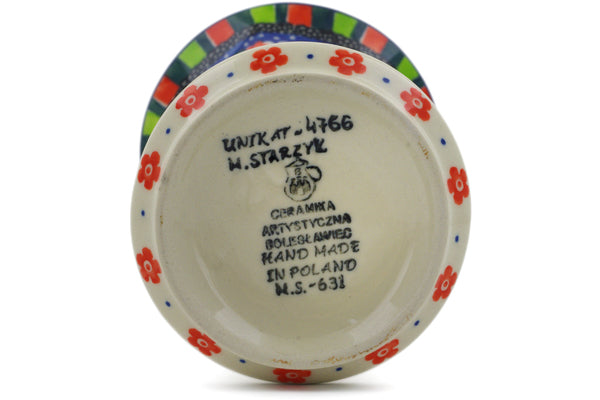 UNIKAT-4766
W.STARZYK
CERAMIKA
ARTYSTYCZNA
BOLESŁAWIEC
HAND MADE
IN POLAND
M.S.-631